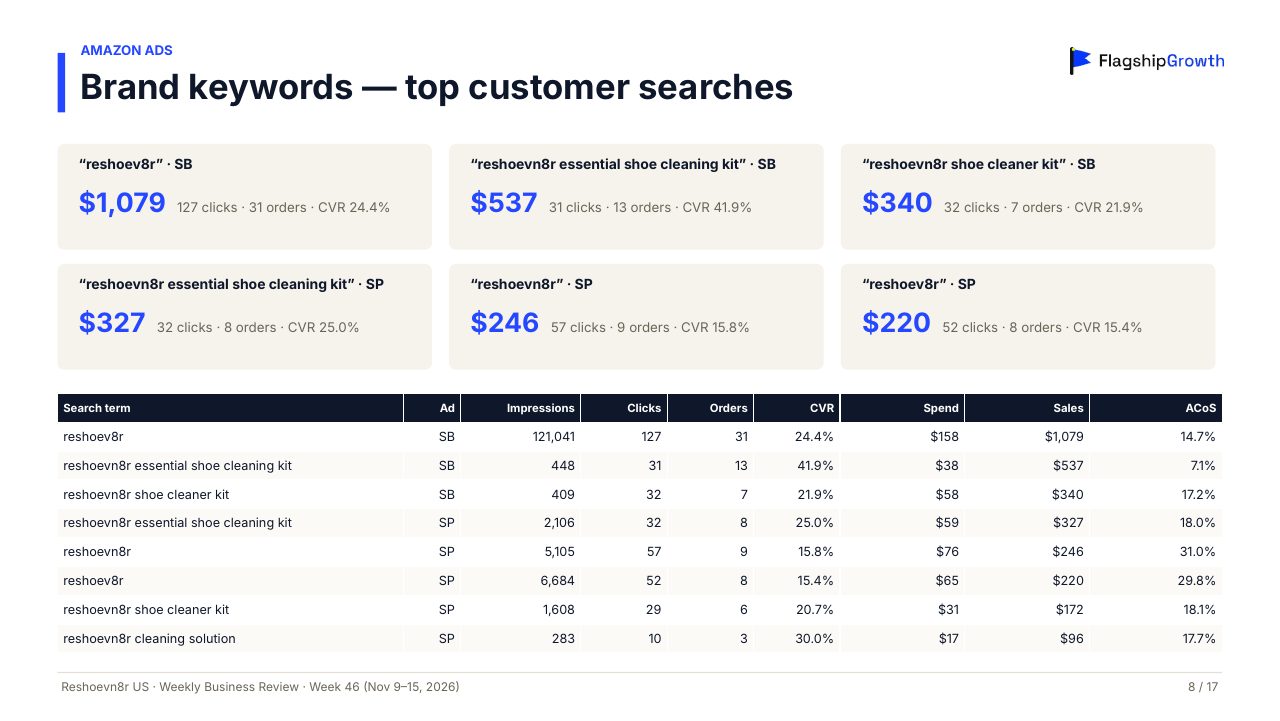 AMAZON ADS
Brand keywords — top customer searches
FlagshipGrowth
“reshoev8r” · SB
$1,079 127 clicks · 31 orders · CVR 24.4%
“reshoevn8r essential shoe cleaning kit” · SB
$537 31 clicks · 13 orders · CVR 41.9%
“reshoevn8r shoe cleaner kit” · SB
$340 32 clicks · 7 orders · CVR 21.9%
“reshoevn8r essential shoe cleaning kit” · SP
$327 32 clicks · 8 orders · CVR 25.0%
“reshoevn8r” · SP
$246 57 clicks · 9 orders · CVR 15.8%
“reshoev8r” · SP
$220 52 clicks · 8 orders · CVR 15.4%
Search term Ad Impressions Clicks Orders CVR Spend Sales ACoS
reshoev8r SB 121,041 127 31 24.4% $158 $1,079 14.7%
reshoevn8r essential shoe cleaning kit SB 448 31 13 41.9% $38 $537 7.1%
reshoevn8r shoe cleaner kit SB 409 32 7 21.9% $58 $340 17.2%
reshoevn8r essential shoe cleaning kit SP 2,106 32 8 25.0% $59 $327 18.0%
reshoevn8r SP 5,105 57 9 15.8% $76 $246 31.0%
reshoev8r SP 6,684 52 8 15.4% $65 $220 29.8%
reshoevn8r shoe cleaner kit SP 1,608 29 6 20.7% $31 $172 18.1%
reshoevn8r cleaning solution SP 283 10 3 30.0% $17 $96 17.7%
Reshoevn8r US · Weekly Business Review · Week 46 (Nov 9–15, 2026)
8 / 17